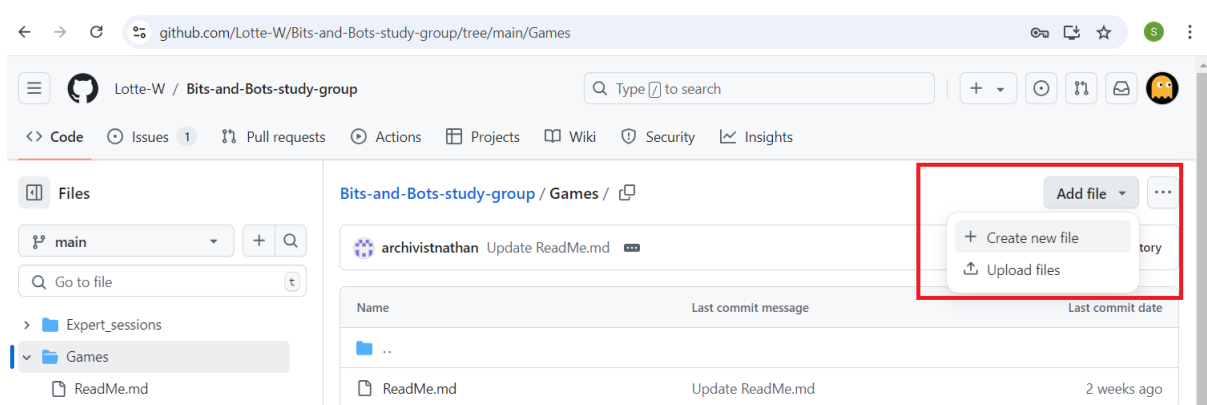 github.com/Lotte-W/Bits-and-Bots-study-group/tree/main/Games
S
Lotte-W / Bits-and-Bots-study-group
Type / to search
<> Code
Issues 1
Pull requests
Actions
Projects
Wiki
Security
Insights
Files
Bits-and-Bots-study-group / Games /
Add file
main
archivistnathan Update ReadMe.md
Create new file
tory
Go to file
t
Upload files
Name Last commit message Last commit date
Expert_sessions
..
Games
ReadMe.md
ReadMe.md Update ReadMe.md 2 weeks ago